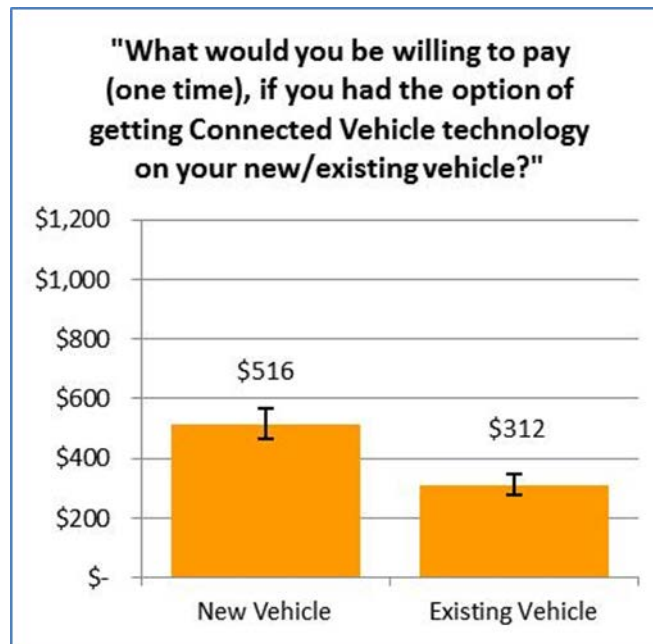 "What would you be willing to pay
(one time), if you had the option of
getting Connected Vehicle technology
on your new/existing vehicle?"
$1,200
$1,000
$800
$600
$400
$200
$-
$516
$312
New Vehicle
Existing Vehicle